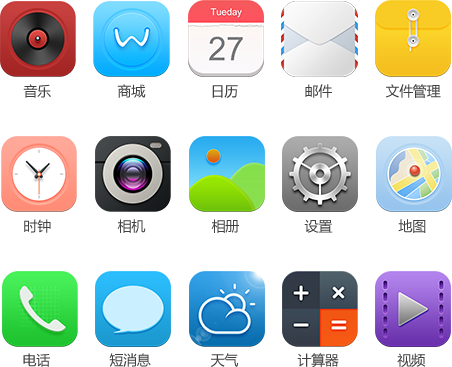 Tueday
27
音乐 商城 日历 邮件 文件管理
时钟 相机 相册 设置 地图
电话 短消息 天气 计算器 视频